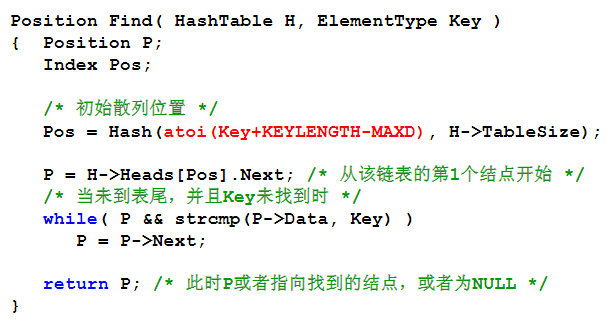 Position Find( HashTable H, ElementType Key )
{ Position P;
Index Pos;
/* 初始散列位置 */
Pos = Hash(atoi(Key+KEYLENGTH-MAXD), H->TableSize);
P = H->Heads[Pos].Next; /* 从该链表的第1个结点开始 */
/* 当未到表尾，并且Key未找到时 */
while( P && strcmp(P->Data, Key) )
P = P->Next;
return P; /* 此时P或者指向找到的结点，或者为NULL */
}